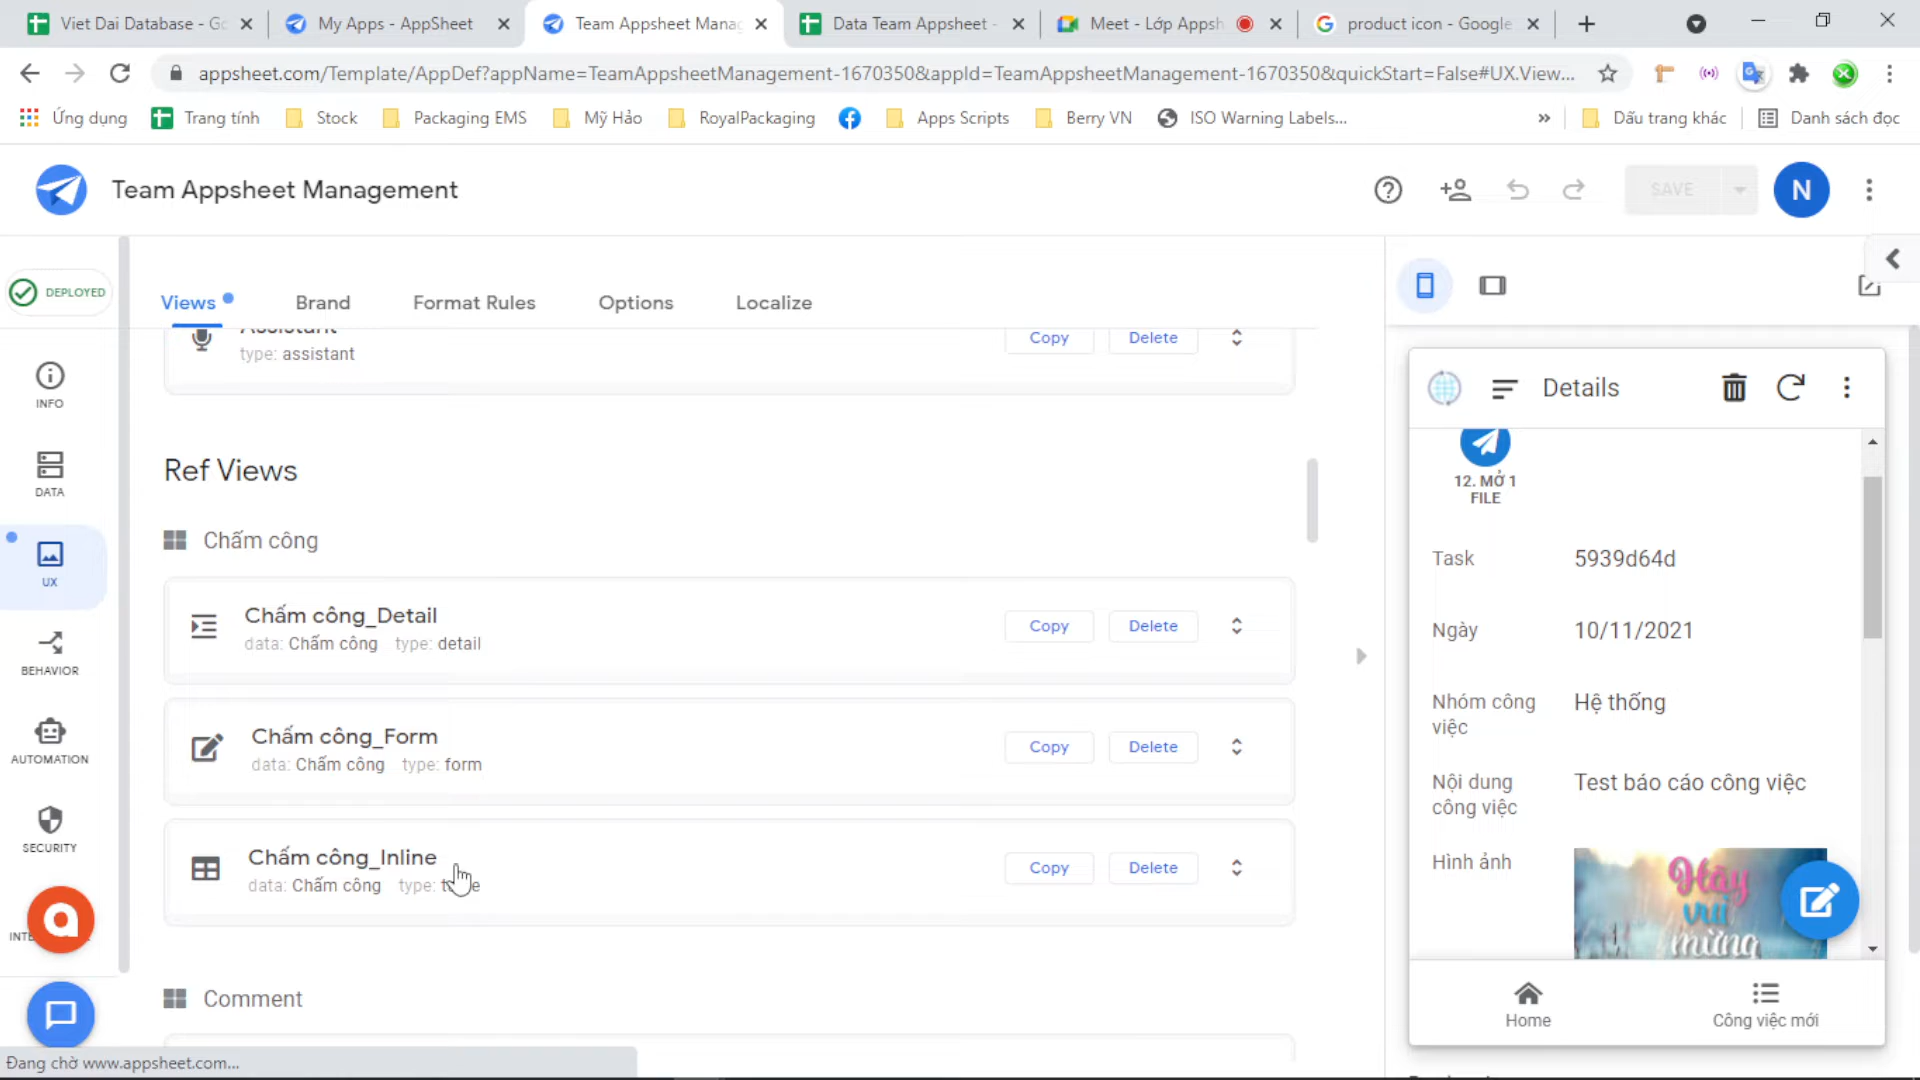 Viet Dai Database - Go
My Apps - AppSheet
Team Appsheet Manag
Data Team Appsheet -
Meet - Lớp Appsh
product icon - Google
appsheet.com/Template/AppDef?appName=TeamAppsheetManagement-1670350&appId=TeamAppsheetManagement-1670350&quickStart=False#UX.View...
Ứng dụng
Trang tính
Stock
Packaging EMS
Mỹ Hảo
RoyalPackaging
Apps Scripts
Berry VN
ISO Warning Labels...
»
Dấu trang khác
Danh sách đọc
Team Appsheet Management
SAVE
N
DEPLOYED
Views
Brand
Format Rules
Options
Localize
INFO
DATA
UX
BEHAVIOR
AUTOMATION
SECURITY
Assistant
type: assistant
Copy
Delete
Ref Views
Chấm công
Chấm công_Detail
data: Chấm công type: detail
Copy
Delete
Chấm công_Form
data: Chấm công type: form
Copy
Delete
Chấm công_Inline
data: Chấm công type:
Copy
Delete
Comment
Details
12. MỞ 1
FILE
Task
5939d64d
Ngày
10/11/2021
Nhóm công
việc
Hệ thống
Nội dung
công việc
Test báo cáo công việc
Hình ảnh
Hãy
vui
mừng
Home
Công việc mới
Đang chờ www.appsheet.com...